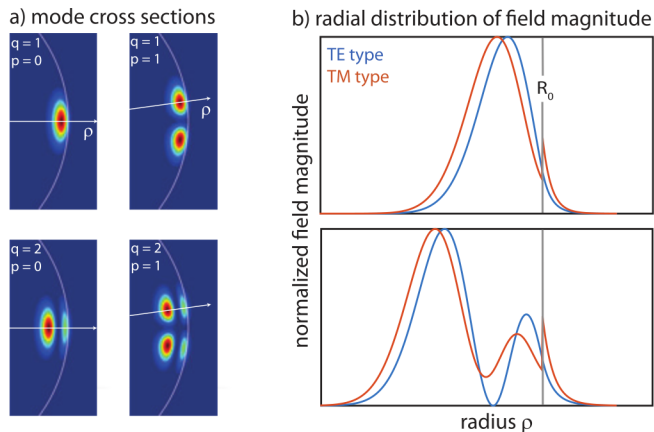 a) mode cross sections
q = 1
p = 0
ρ
q = 1
p = 1
ρ
q = 2
p = 0
q = 2
p = 1
b) radial distribution of field magnitude
TE type
TM type
R₀
normalized field magnitude
radius ρ